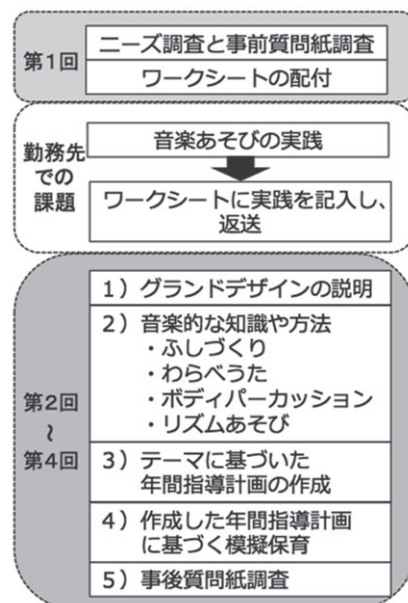 第1回
ニーズ調査と事前質問紙調査
ワークシートの配付
勤務先
での
課題
音楽あそびの実践
ワークシートに実践を記入し、
返送
第2回
~
第4回
1）グランドデザインの説明
2）音楽的な知識や方法
・ふしづくり
・わらべうた
・ボディパーカッション
・リズムあそび
3）テーマに基づいた
年間指導計画の作成
4）作成した年間指導計画
に基づく模擬保育
5）事後質問紙調査